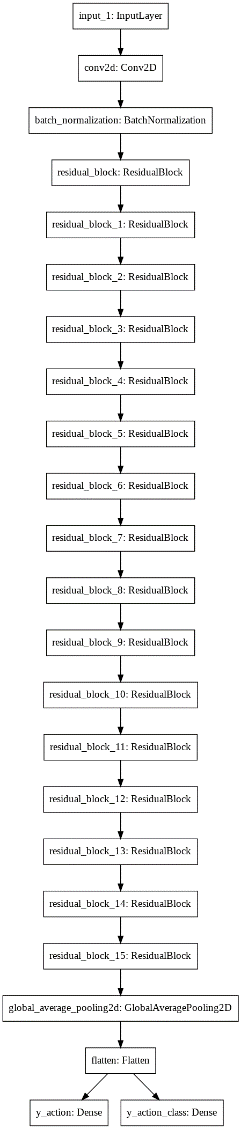 input_1: InputLayer
conv2d: Conv2D
batch_normalization: BatchNormalization
residual_block: ResidualBlock
residual_block_1: ResidualBlock
residual_block_2: ResidualBlock
residual_block_3: ResidualBlock
residual_block_4: ResidualBlock
residual_block_5: ResidualBlock
residual_block_6: ResidualBlock
residual_block_7: ResidualBlock
residual_block_8: ResidualBlock
residual_block_9: ResidualBlock
residual_block_10: ResidualBlock
residual_block_11: ResidualBlock
residual_block_12: ResidualBlock
residual_block_13: ResidualBlock
residual_block_14: ResidualBlock
residual_block_15: ResidualBlock
global_average_pooling2d: GlobalAveragePooling2D
flatten: Flatten
y_action: Dense
y_action_class: Dense